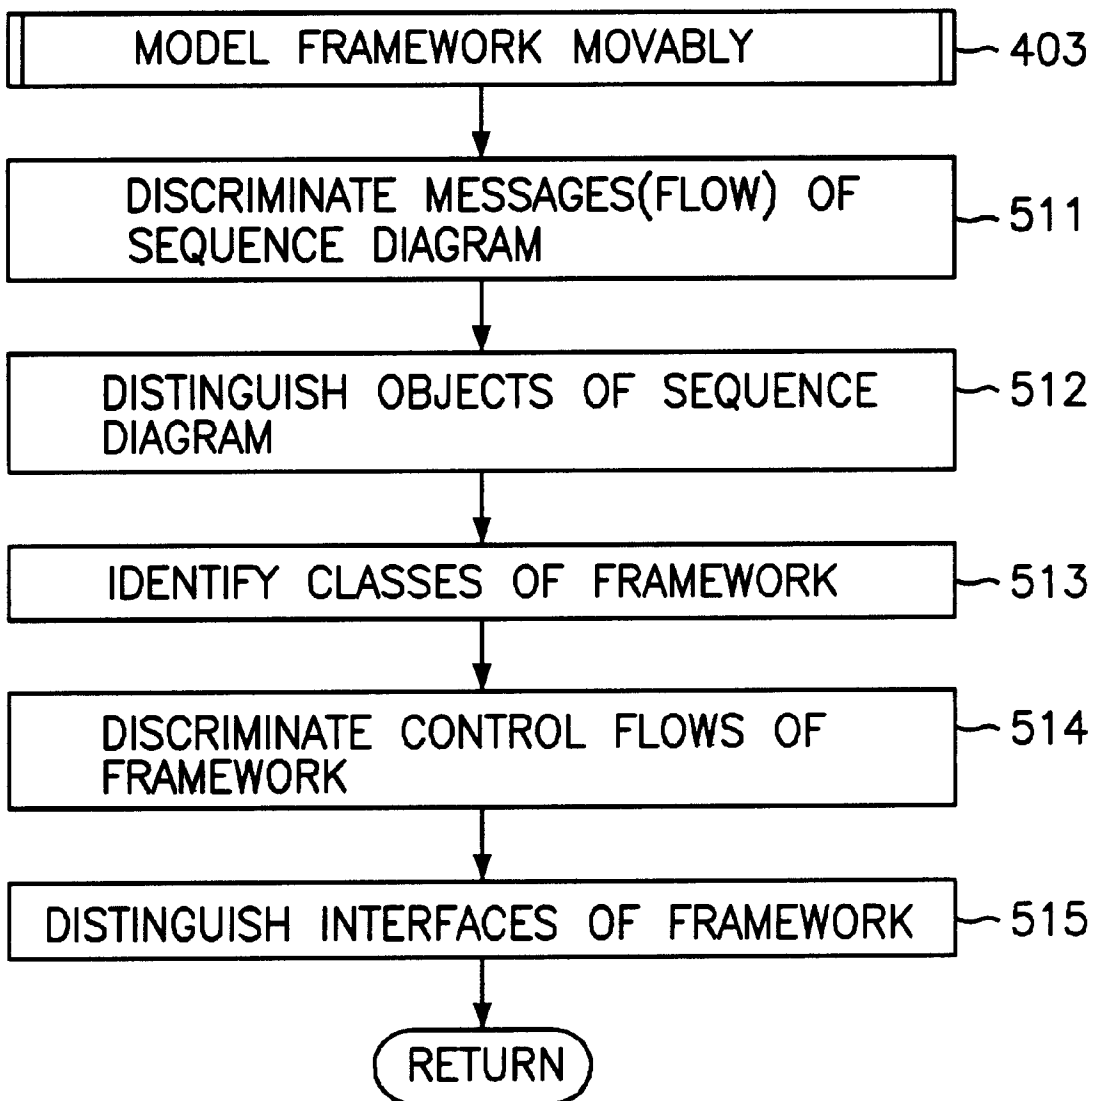 MODEL FRAMEWORK MOVABLY
403
DISCRIMINATE MESSAGES(FLOW) OF
SEQUENCE DIAGRAM
511
DISTINGUISH OBJECTS OF SEQUENCE
DIAGRAM
512
IDENTIFY CLASSES OF FRAMEWORK
513
DISCRIMINATE CONTROL FLOWS OF
FRAMEWORK
514
DISTINGUISH INTERFACES OF FRAMEWORK
515
RETURN